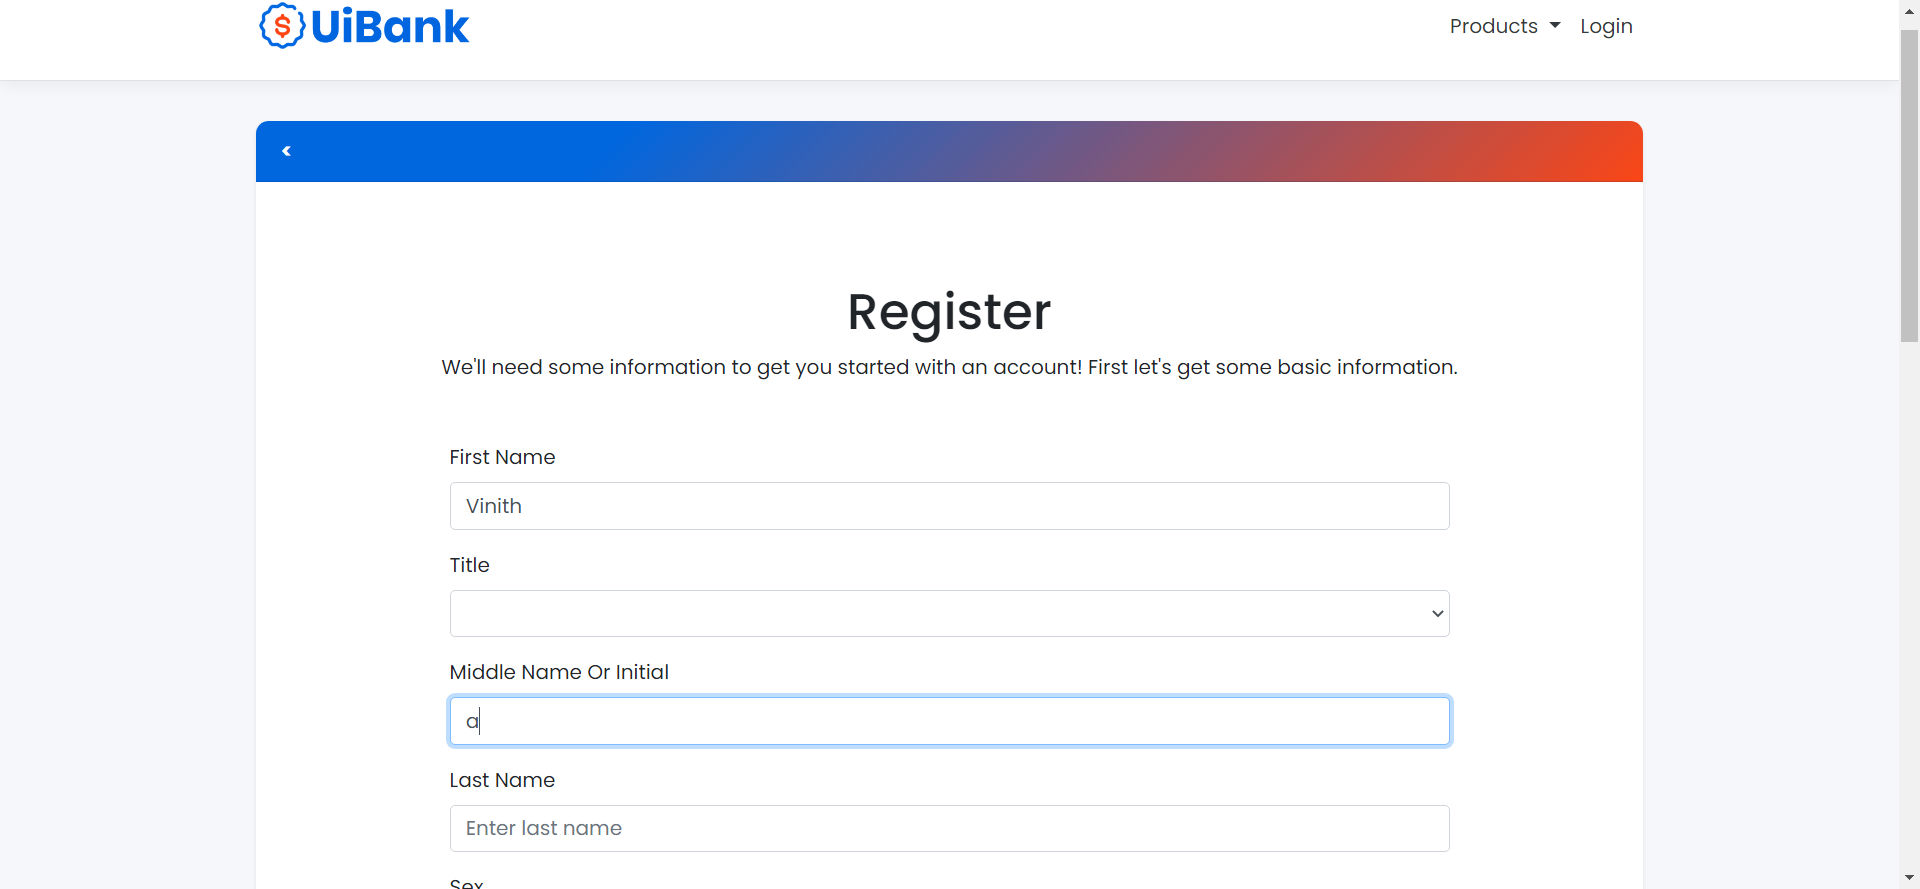 UiBank
Products Login
Register
We'll need some information to get you started with an account! First let's get some basic information.
First Name
Vinith
Title
Middle Name Or Initial
a
Last Name
Enter last name
Sex